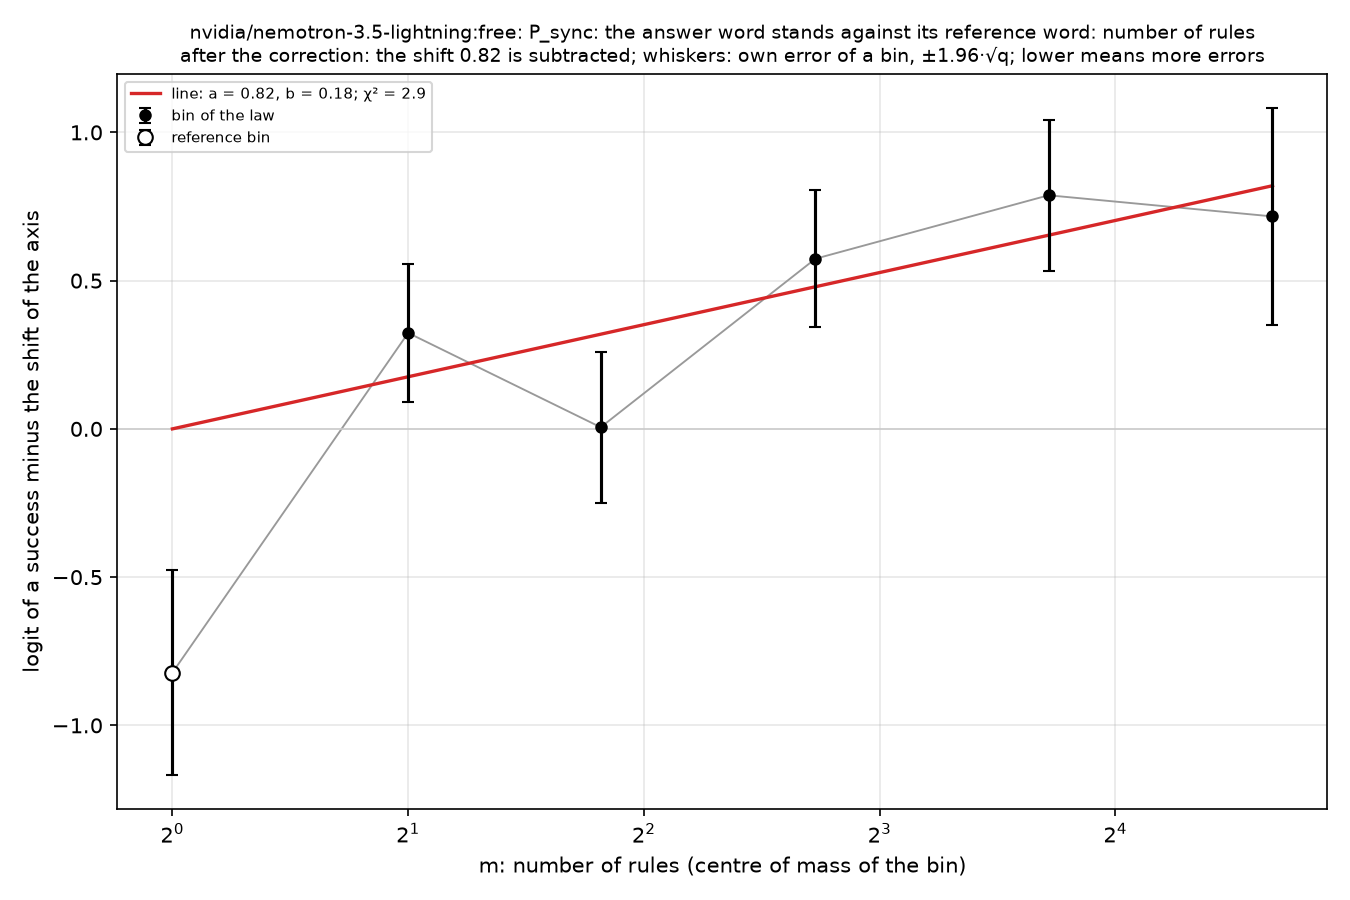 nvidia/nemotron-3.5-lightning:free: P_sync: the answer word stands against its reference word: number of rules
after the correction: the shift 0.82 is subtracted; whiskers: own error of a bin, ±1.96·√q; lower means more errors
line: a = 0.82, b = 0.18; χ² = 2.9
bin of the law
reference bin
logit of a success minus the shift of the axis
1.0
0.5
0.0
−0.5
−1.0
2⁰
2¹
2²
2³
2⁴
m: number of rules (centre of mass of the bin)